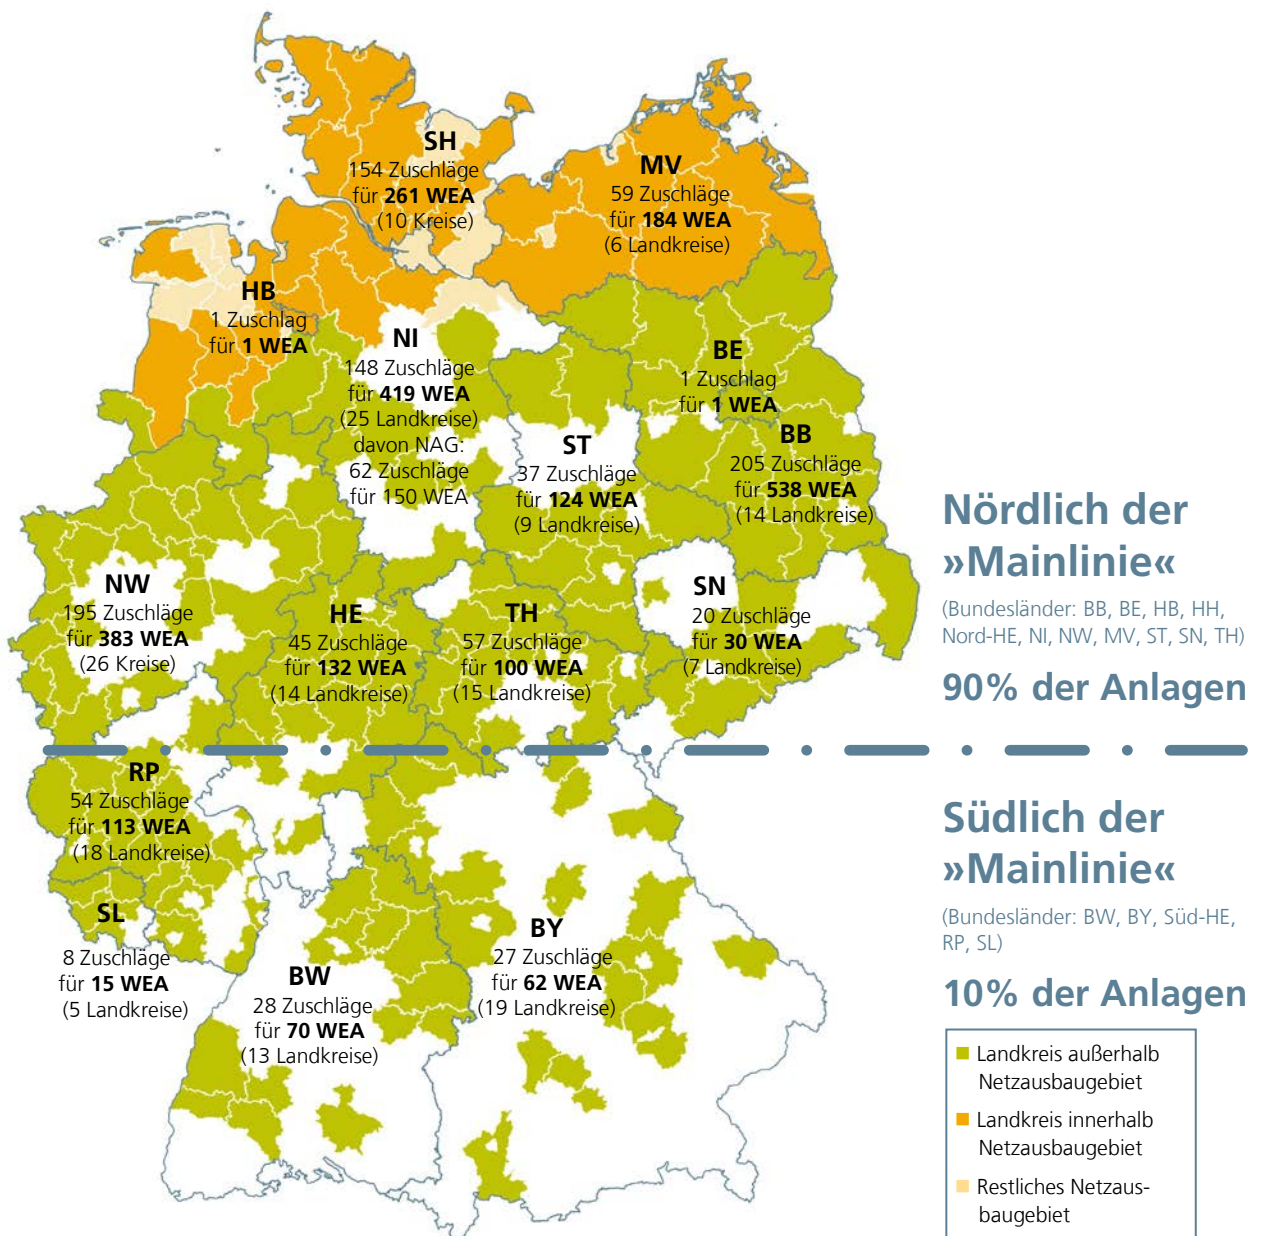 SH
154 Zuschläge
für 261 WEA
(10 Kreise)
MV
59 Zuschläge
für 184 WEA
(6 Landkreise)
HB
1 Zuschlag
für 1 WEA
NI
148 Zuschläge
für 419 WEA
(25 Landkreise)
davon NAG:
62 Zuschläge
für 150 WEA
BE
1 Zuschlag
für 1 WEA
ST
37 Zuschläge
für 124 WEA
(9 Landkreise)
BB
205 Zuschläge
für 538 WEA
(14 Landkreise)
NW
195 Zuschläge
für 383 WEA
(26 Kreise)
HE
45 Zuschläge
für 132 WEA
(14 Landkreise)
TH
57 Zuschläge
für 100 WEA
(15 Landkreise)
SN
20 Zuschläge
für 30 WEA
(7 Landkreise)
Nördlich der
»Mainlinie«
(Bundesländer: BB, BE, HB, HH,
Nord-HE, NI, NW, MV, ST, SN, TH)
90% der Anlagen
RP
54 Zuschläge
für 113 WEA
(18 Landkreise)
SL
8 Zuschläge
für 15 WEA
(5 Landkreise)
BW
28 Zuschläge
für 70 WEA
(13 Landkreise)
BY
27 Zuschläge
für 62 WEA
(19 Landkreise)
Südlich der
»Mainlinie«
(Bundesländer: BW, BY, Süd-HE,
RP, SL)
10% der Anlagen
Landkreis außerhalb
Netzausbaugebiet
Landkreis innerhalb
Netzausbaugebiet
Restliches Netzaus-
baugebiet